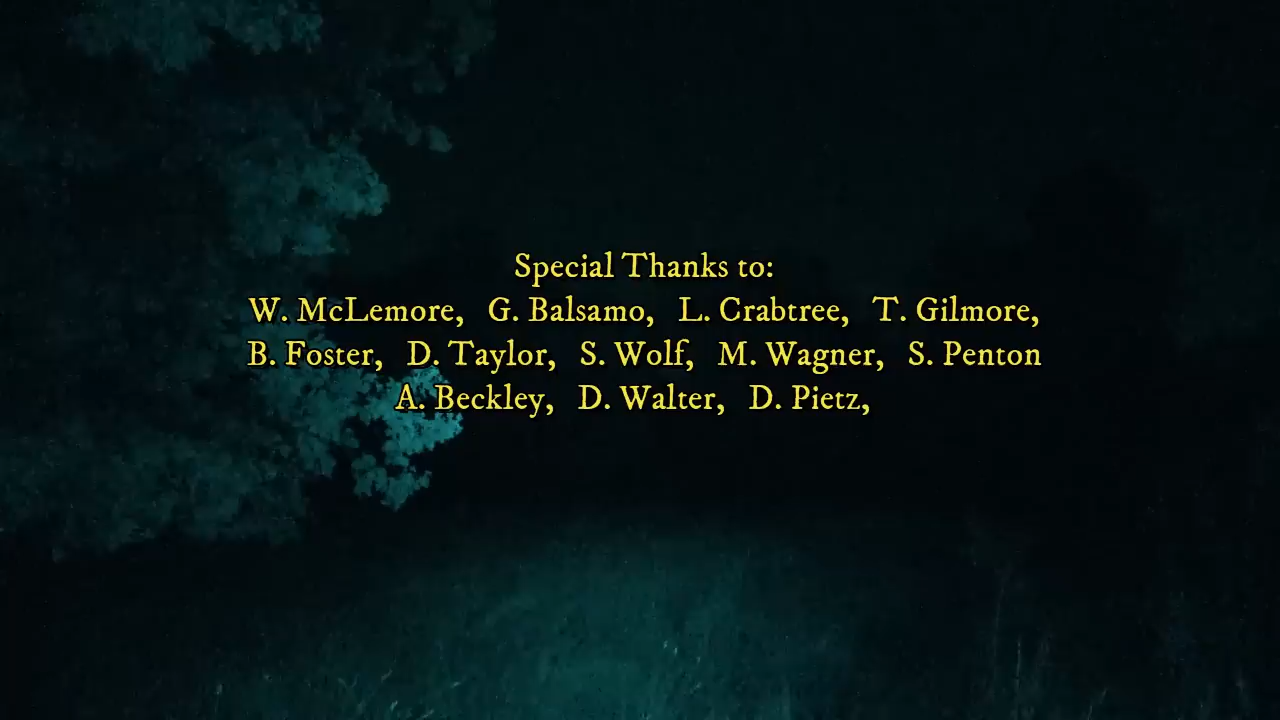 Special Thanks to:
W. McLemore, G. Balsamo, L. Crabtree, T. Gilmore,
B. Foster, D. Taylor, S. Wolf, M. Wagner, S. Penton
A. Beckley, D. Walter, D. Pietz,